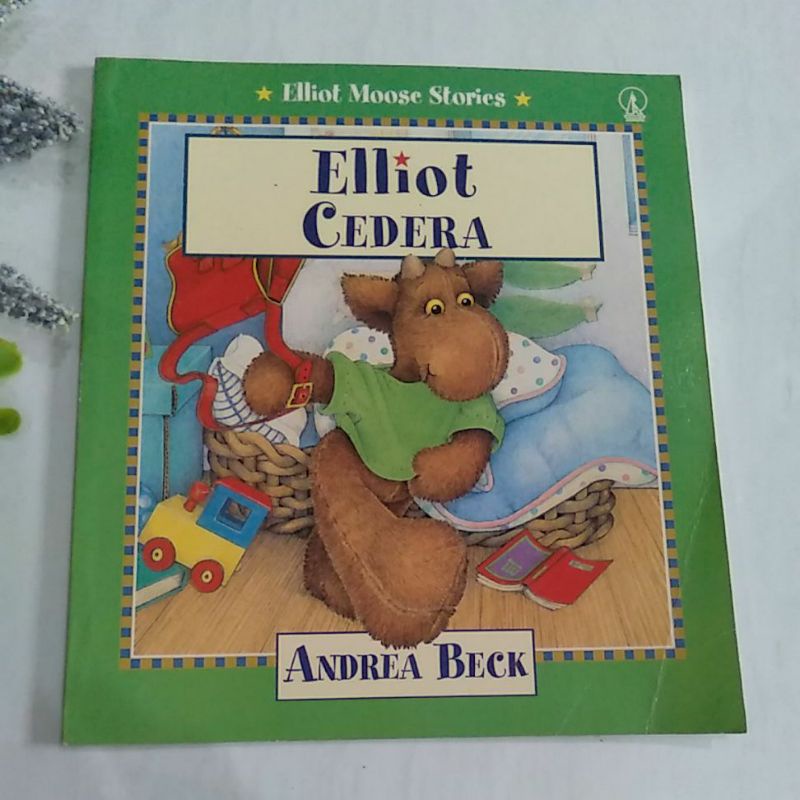 Elliot Moose Stories
Elliot
CEDERA
ANDREA BECK